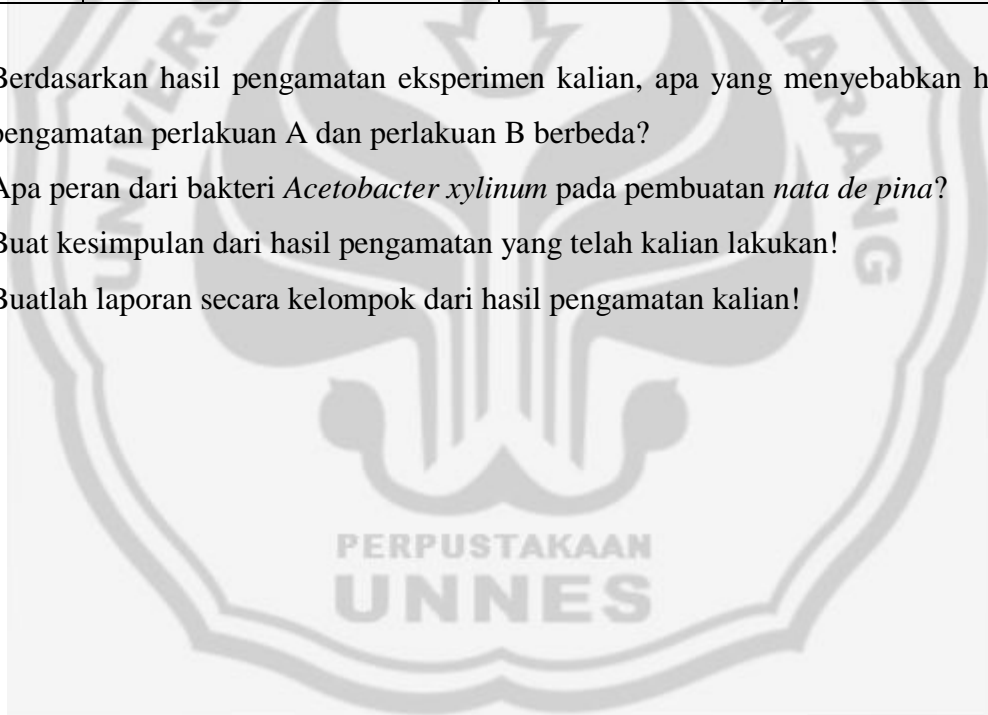 Berdasarkan hasil pengamatan eksperimen kalian, apa yang menyebabkan
pengamatan perlakuan A dan perlakuan B berbeda?
Apa peran dari bakteri Acetobacter xylinum pada pembuatan nata de pina?
Buat kesimpulan dari hasil pengamatan yang telah kalian lakukan!
Buatlah laporan secara kelompok dari hasil pengamatan kalian!
PERPUSTAKAAN
UNNES